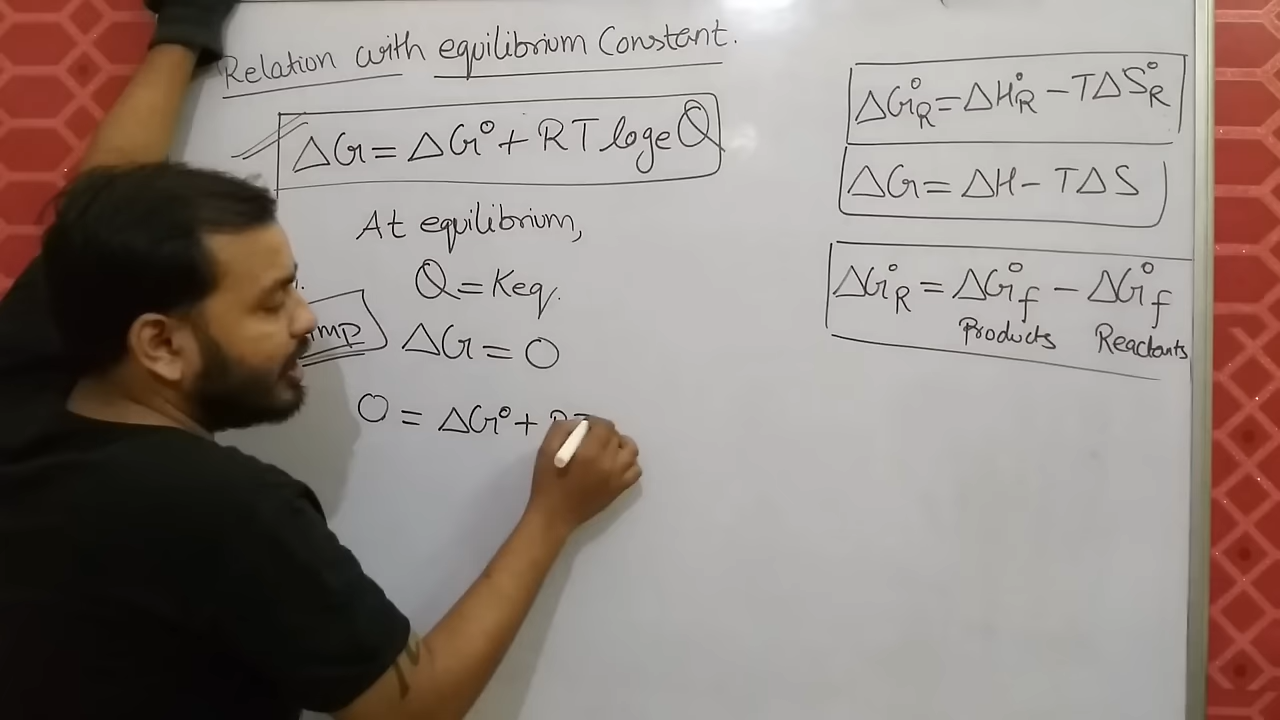 Relation with equilibrium Constant.
ΔG = ΔG° + RT loge Q
At equilibrium,
Q = Keq.
ΔG = 0
0 = ΔG° +
ΔG°R = ΔH°R − TΔS°R
ΔG = ΔH − TΔS
ΔG°R = ΔG°f − ΔG°f
Products Reactants